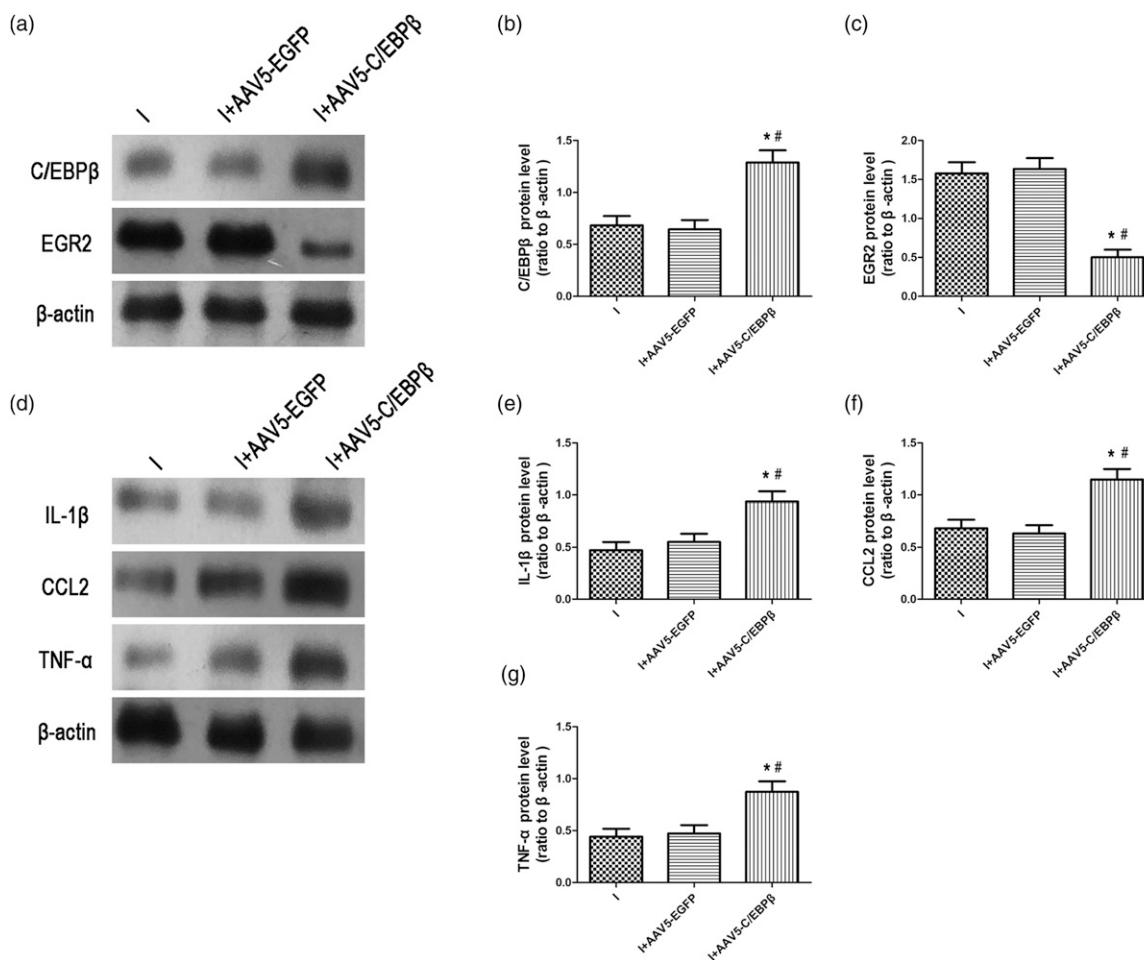 (a)
I
I+AAV5-EGFP
I+AAV5-C/EBPβ
C/EBPβ
EGR2
β-actin
(b)
C/EBPβ protein level
(ratio to β -actin )
1.5
1.0
0.5
0.0
* #
I
I+AAV5-EGFP
I+AAV5-C/EBPβ
(c)
EGR2 protein level
(ratio to β -actin )
2.0
1.5
1.0
0.5
0.0
* #
I
I+AAV5-EGFP
I+AAV5-C/EBPβ
(d)
I
I+AAV5-EGFP
I+AAV5-C/EBPβ
IL-1β
CCL2
TNF-α
β-actin
(e)
IL-1β protein level
(ratio to β -actin )
1.5
1.0
0.5
0.0
* #
I
I+AAV5-EGFP
I+AAV5-C/EBPβ
(f)
CCL2 protein level
(ratio to β -actin )
1.5
1.0
0.5
0.0
* #
I
I+AAV5-EGFP
I+AAV5-C/EBPβ
(g)
TNF-α protein level
(ratio to β -actin )
1.5
1.0
0.5
0.0
* #
I
I+AAV5-EGFP
I+AAV5-C/EBPβ